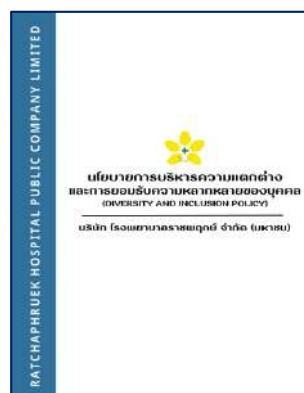 RATCHAPHRUEK HOSPITAL PUBLIC COMPANY LIMITED
นโยบายการบริหารความแตกต่าง
และการยอมรับความหลากหลายของบุคคล
(DIVERSITY AND INCLUSION POLICY)
บริษัท โรงพยาบาลราชพฤกษ์ จำกัด (มหาชน)